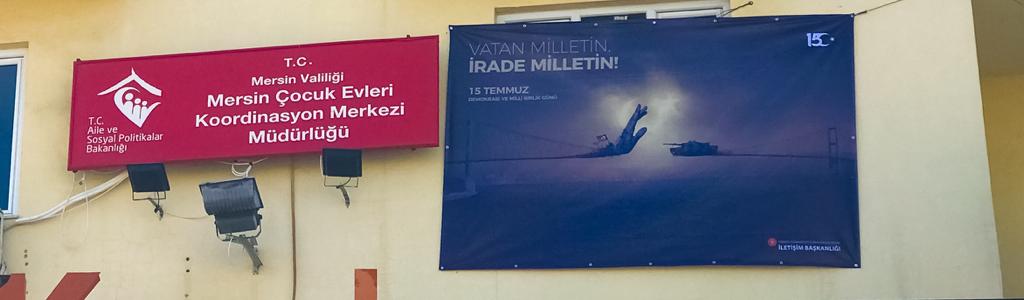 T.C.
Mersin Valiliği
Mersin Çocuk Evleri
Koordinasyon Merkezi
Müdürlüğü
T.C.
Aile ve
Sosyal Politikalar
Bakanlığı
VATAN MİLLETİN,
İRADE MİLLETİN!
15 TEMMUZ
DEMOKRASİ VE MİLLÎ BİRLİK GÜNÜ
15
İLETİŞİM BAŞKANLIĞI